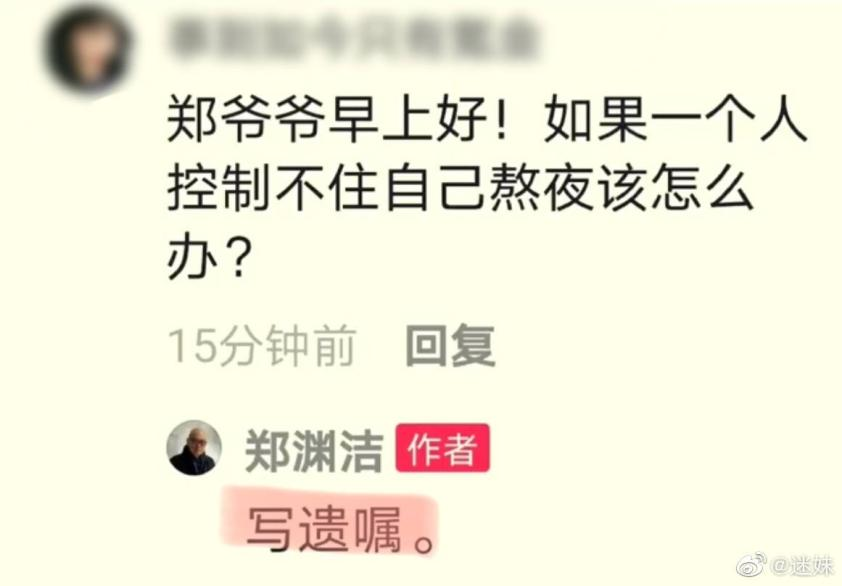 郑爷爷早上好！如果一个人
控制不住自己熬夜该怎么
办？
15分钟前 回复
郑渊洁 作者
写遗嘱。
@迷妹